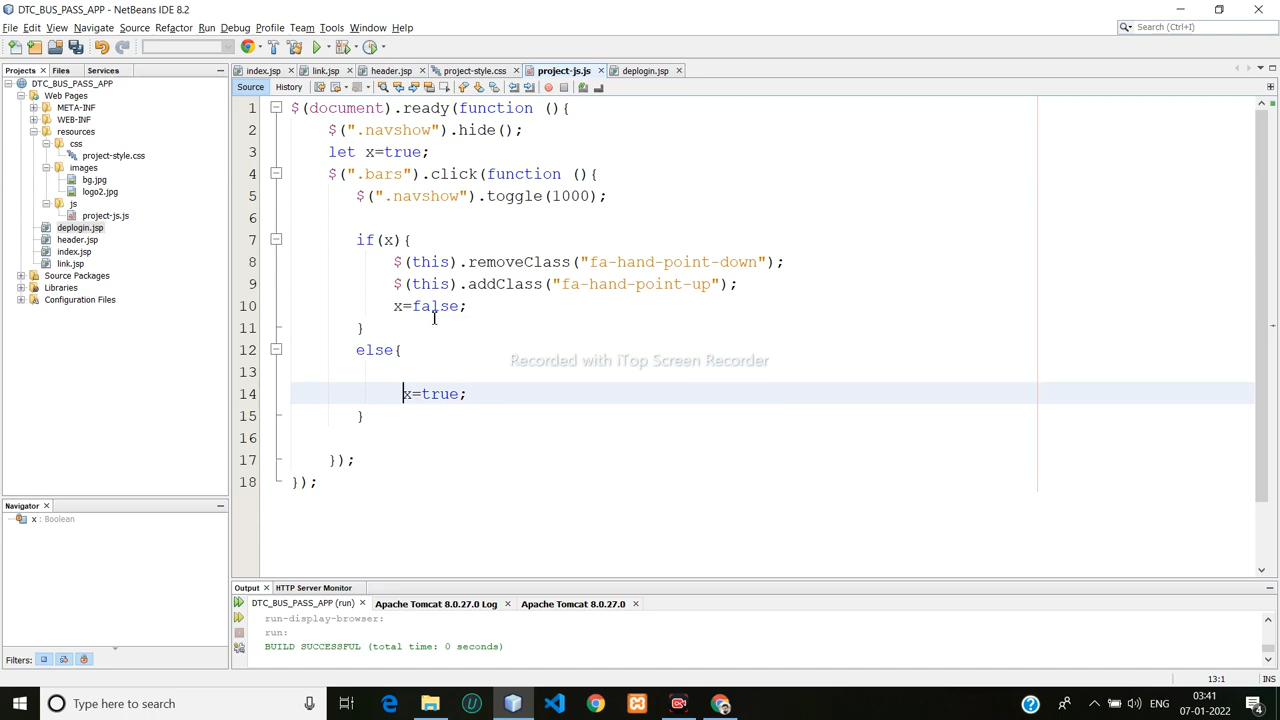 DTC_BUS_PASS_APP - NetBeans IDE 8.2
File Edit View Navigate Source Refactor Run Debug Profile Team Tools Window Help
Search (Ctrl+I)
Projects Files Services
index.jsp link.jsp header.jsp project-style.css project-js.js deplogin.jsp
Source History
DTC_BUS_PASS_APP
Web Pages
META-INF
WEB-INF
resources
css
project-style.css
images
bg.jpg
logo2.jpg
js
project-js.js
deplogin.jsp
header.jsp
index.jsp
link.jsp
Source Packages
Libraries
Configuration Files
1 $(document).ready(function (){
2 $(".navshow").hide();
3 let x=true;
4 $(".bars").click(function (){
5 $(".navshow").toggle(1000);
6
7 if(x){
8 $(this).removeClass("fa-hand-point-down");
9 $(this).addClass("fa-hand-point-up");
10 x=false;
11 }
12 else{
13
14 x=true;
15 }
16
17 });
18 });
Recorded with iTop Screen Recorder
Navigator
x : Boolean
Filters:
Output HTTP Server Monitor
DTC_BUS_PASS_APP (run) Apache Tomcat 8.0.27.0 Log Apache Tomcat 8.0.27.0
run-display-browser:
run:
BUILD SUCCESSFUL (total time: 0 seconds)
13:1 INS
Type here to search
ENG
03:41
07-01-2022
4